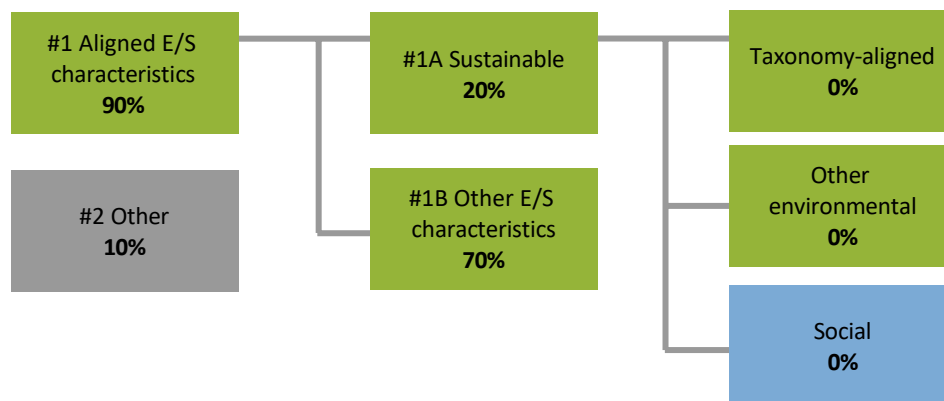 #1 Aligned E/S
characteristics
90%
#2 Other
10%
#1A Sustainable
20%
#1B Other E/S
characteristics
70%
Taxonomy-aligned
0%
Other
environmental
0%
Social
0%